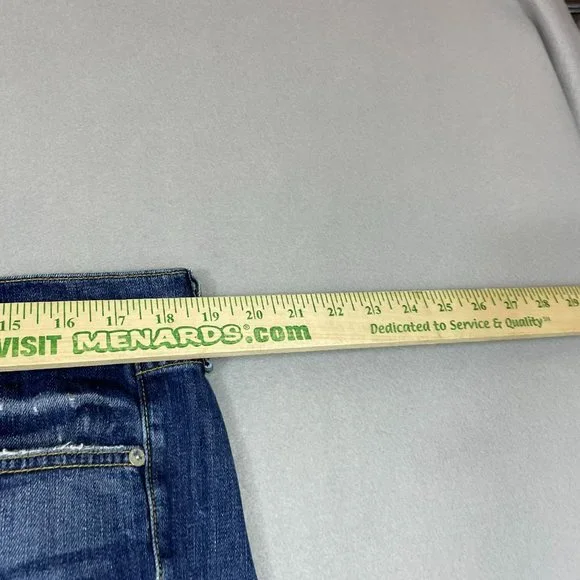 15 16 17 18 19 20 21 22 23 24 25 26 27 28 29
VISIT MENARDS.com Dedicated to Service & Quality™